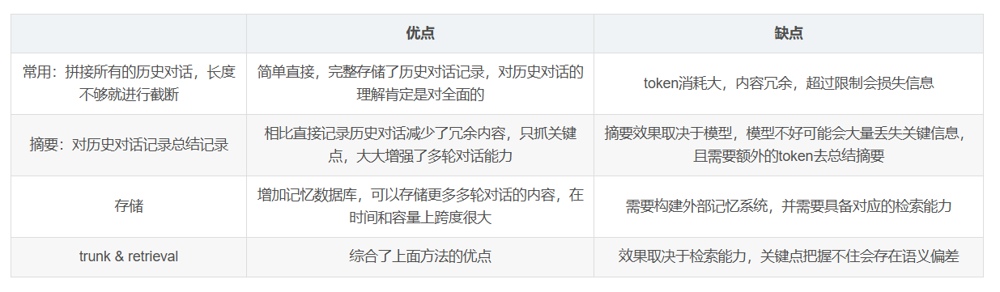 优点
缺点
常用：拼接所有的历史对话，长度
不够就进行截断
简单直接，完整存储了历史对话记录，对历史对话的
理解肯定是对全面的
token消耗大，内容冗余，超过限制会损失信息
摘要：对历史对话记录总结记录
相比直接记录历史对话减少了冗余内容，只抓关键
点，大大增强了多轮对话能力
摘要效果取决于模型，模型不好可能会大量丢失关键信息，
且需要额外的token去总结摘要
存储
增加记忆数据库，可以存储更多多轮对话的内容，在
时间和容量上跨度很大
需要构建外部记忆系统，并需要具备对应的检索能力
trunk & retrieval
综合了上面方法的优点
效果取决于检索能力，关键点把握不住会存在语义偏差